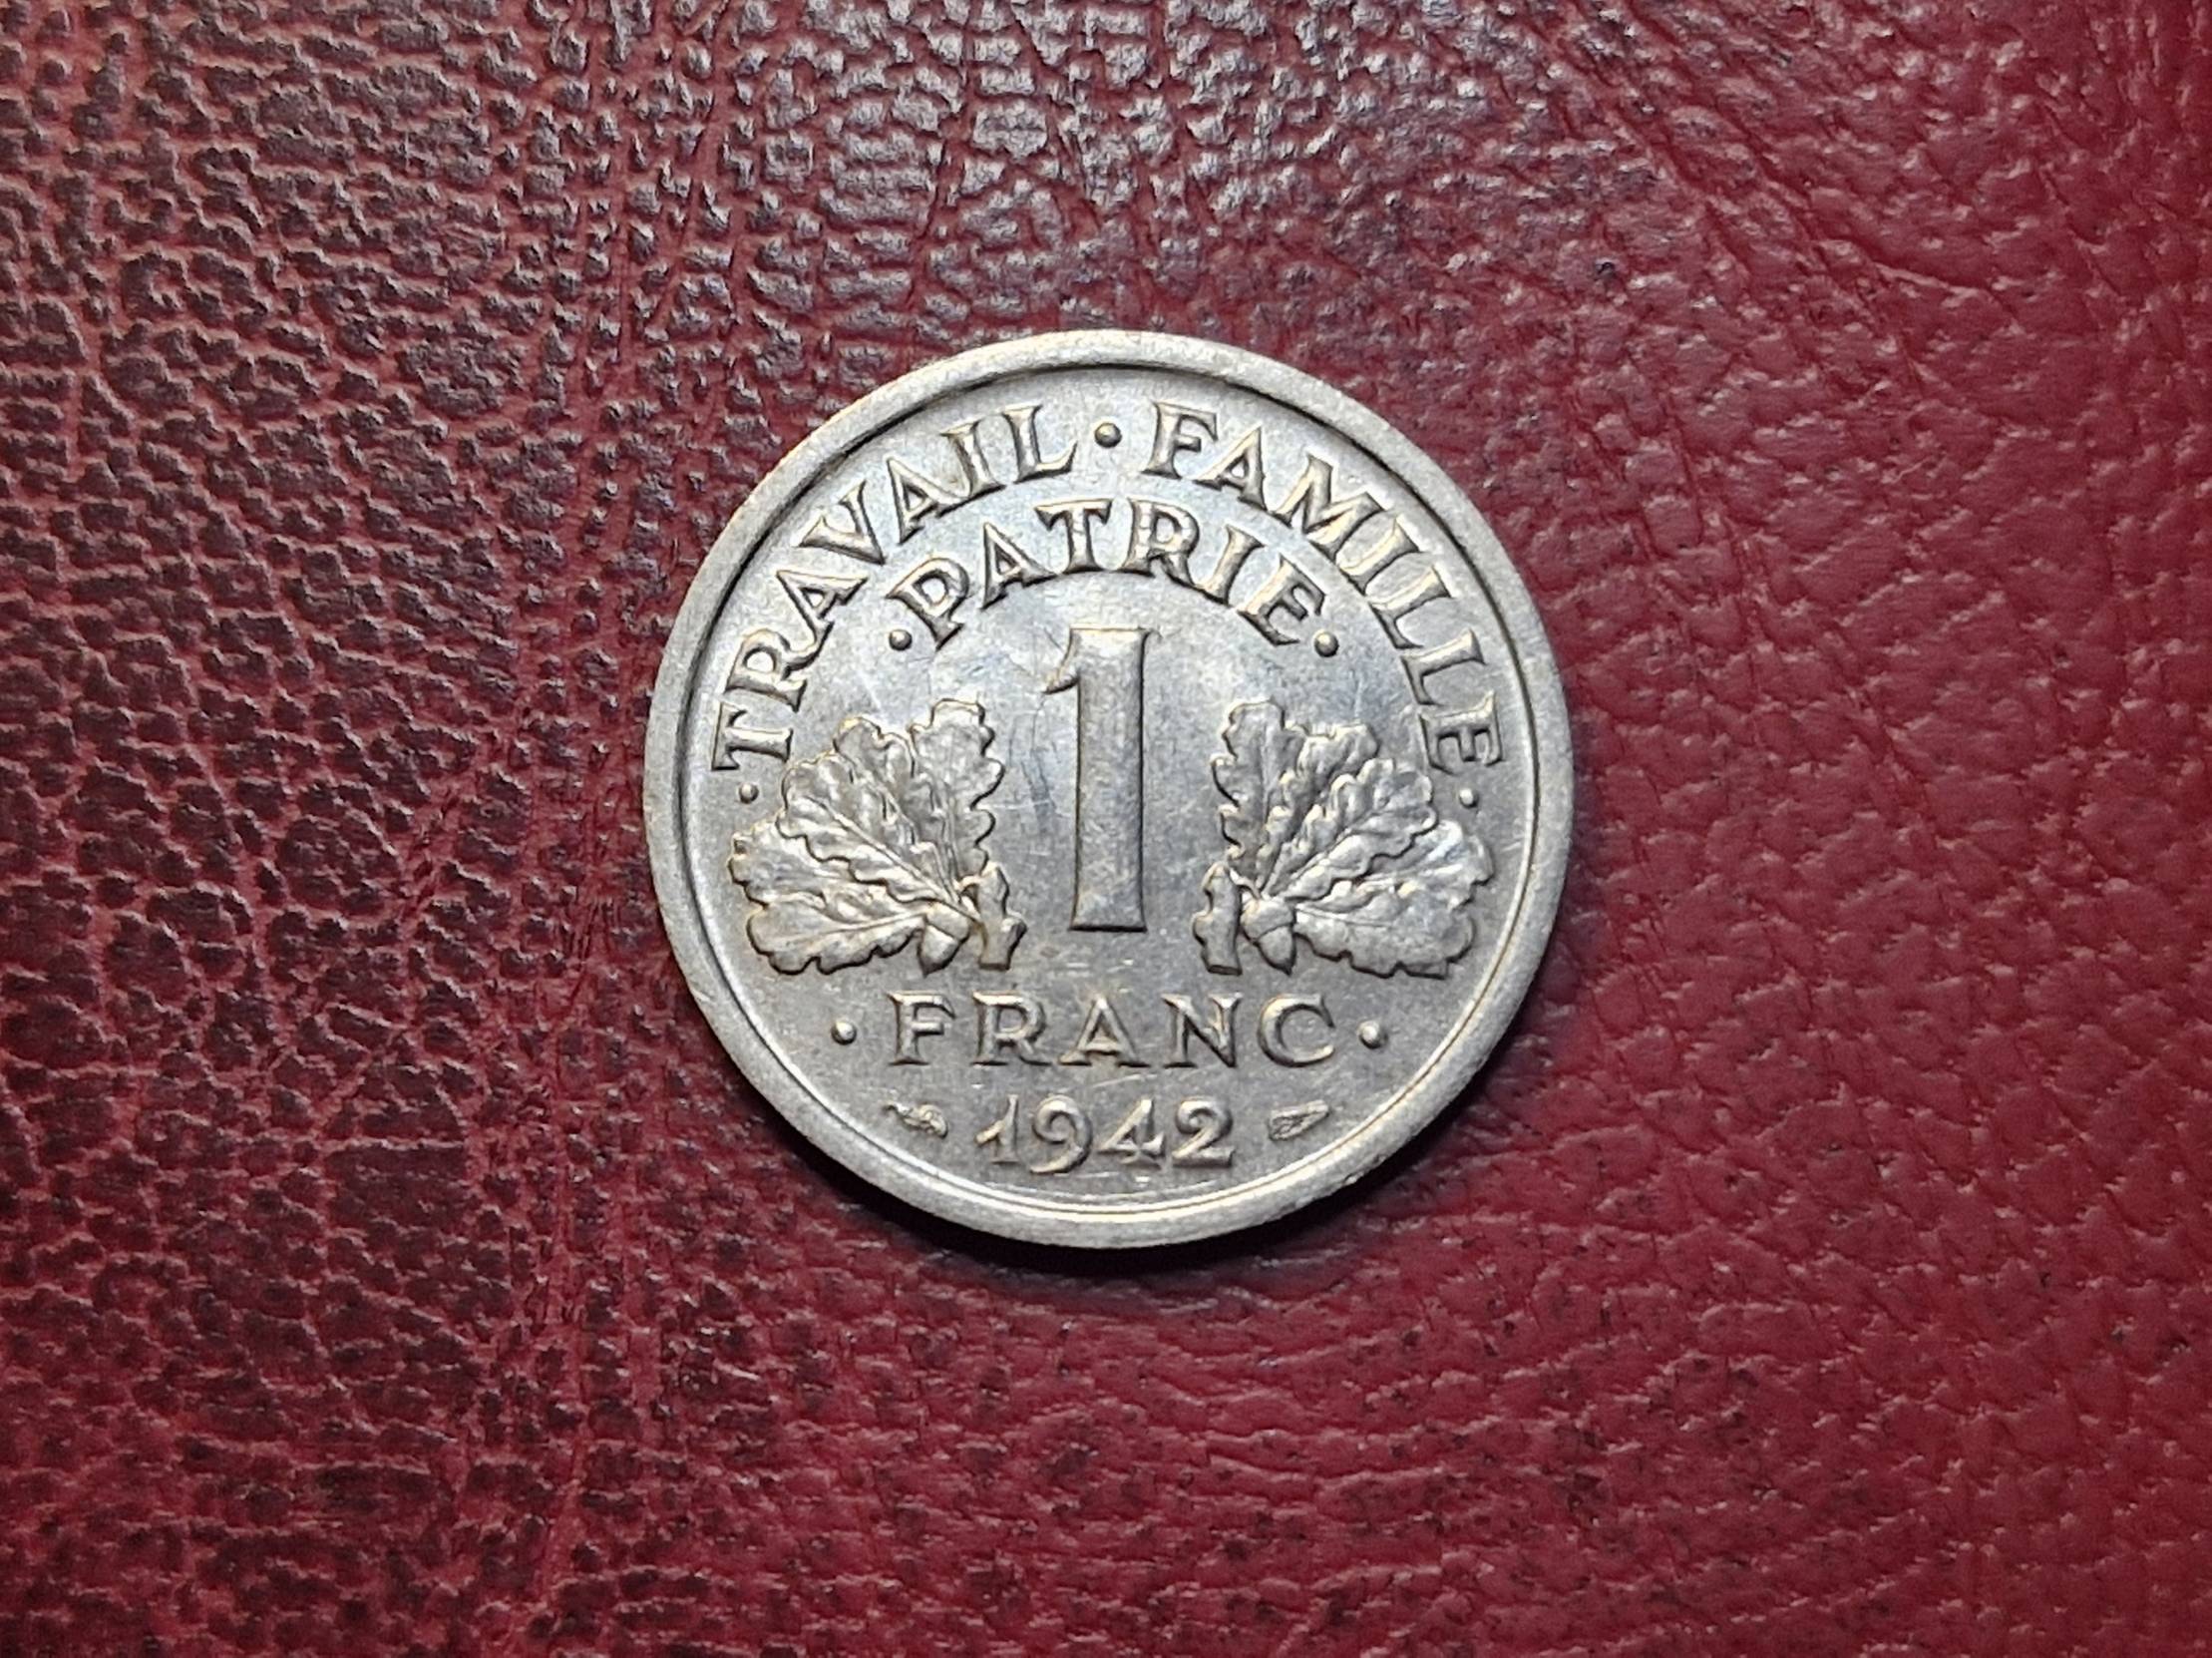 · TRAVAIL · FAMILLE ·
· PATRIE ·
1
· FRANC ·
1942